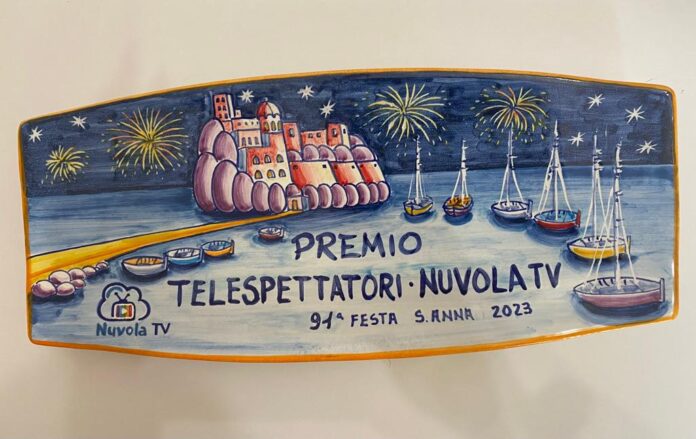 PREMIO
TELESPETTATORI · NUVOLA TV
91ª FESTA S. ANNA 2023
Nuvola TV